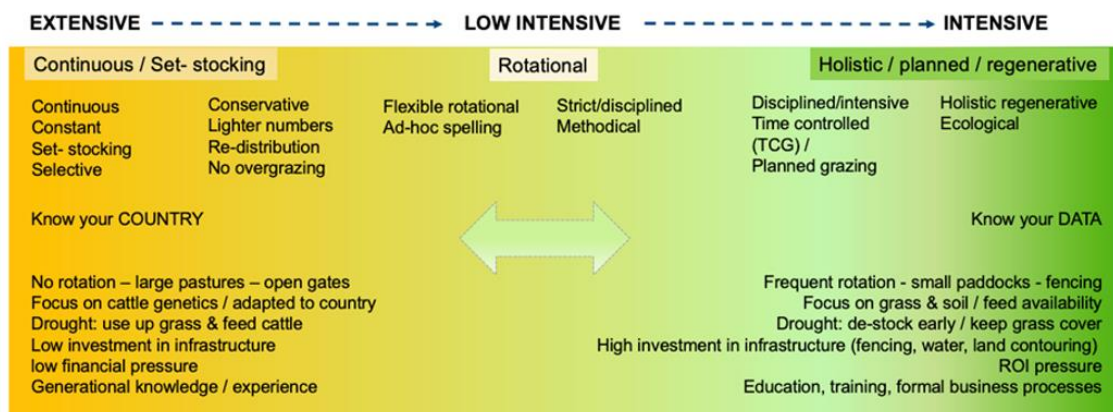 EXTENSIVE LOW INTENSIVE INTENSIVE
Continuous / Set- stocking
Rotational
Holistic / planned / regenerative
Continuous
Constant
Set- stocking
Selective
Conservative
Lighter numbers
Re-distribution
No overgrazing
Flexible rotational
Ad-hoc spelling
Strict/disciplined
Methodical
Disciplined/intensive
Time controlled
(TCG) /
Planned grazing
Holistic regenerative
Ecological
Know your COUNTRY
Know your DATA
No rotation – large pastures – open gates
Focus on cattle genetics / adapted to country
Drought: use up grass & feed cattle
Low investment in infrastructure
low financial pressure
Generational knowledge / experience
Frequent rotation - small paddocks - fencing
Focus on grass & soil / feed availability
Drought: de-stock early / keep grass cover
High investment in infrastructure (fencing, water, land contouring)
ROI pressure
Education, training, formal business processes